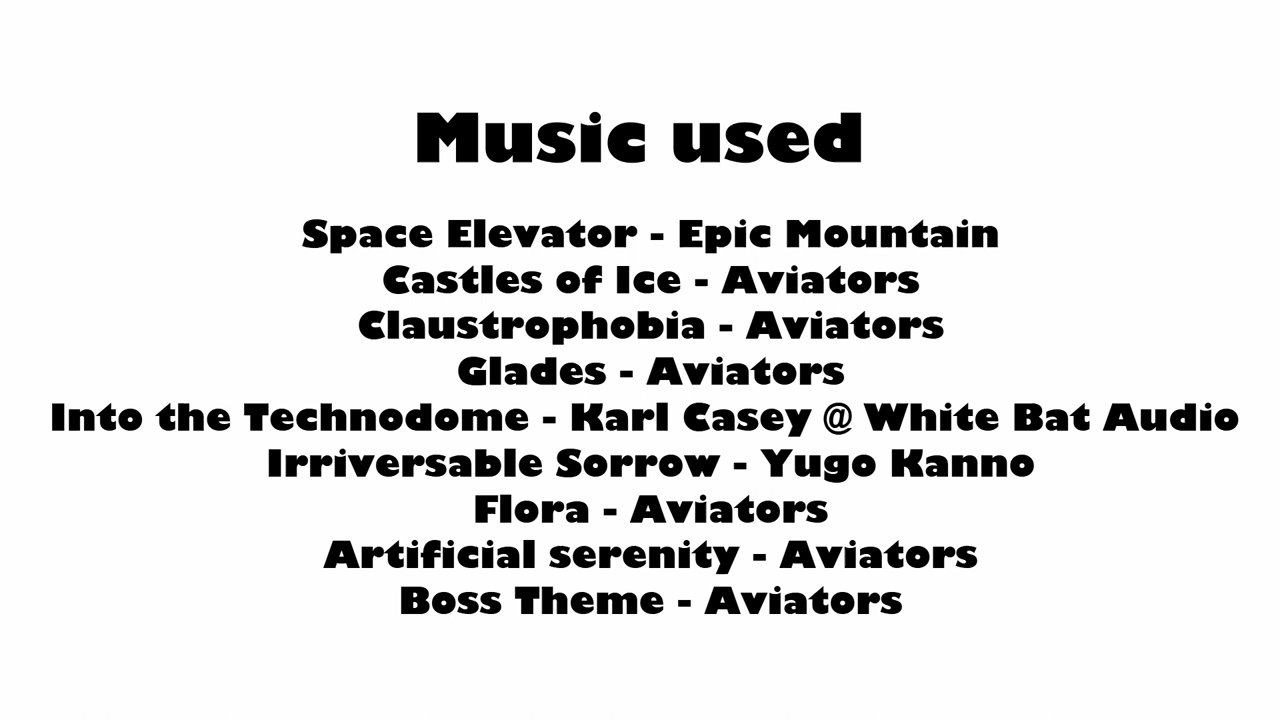 Music used
Space Elevator - Epic Mountain
Castles of Ice - Aviators
Claustrophobia - Aviators
Glades - Aviators
Into the Technodome - Karl Casey @ White Bat Audio
Irriversable Sorrow - Yugo Kanno
Flora - Aviators
Artificial serenity - Aviators
Boss Theme - Aviators